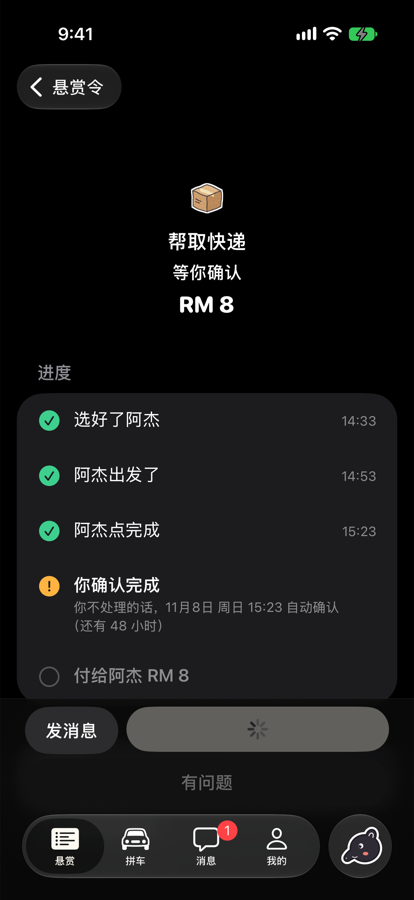 9:41
悬赏令
帮取快递
等你确认
RM 8
进度
选好了阿杰 14:33
阿杰出发了 14:53
阿杰点完成 15:23
你确认完成
你不处理的话，11月8日 周日 15:23 自动确认
（还有 48 小时）
付给阿杰 RM 8
发消息
有问题
1
悬赏 拼车 消息 我的